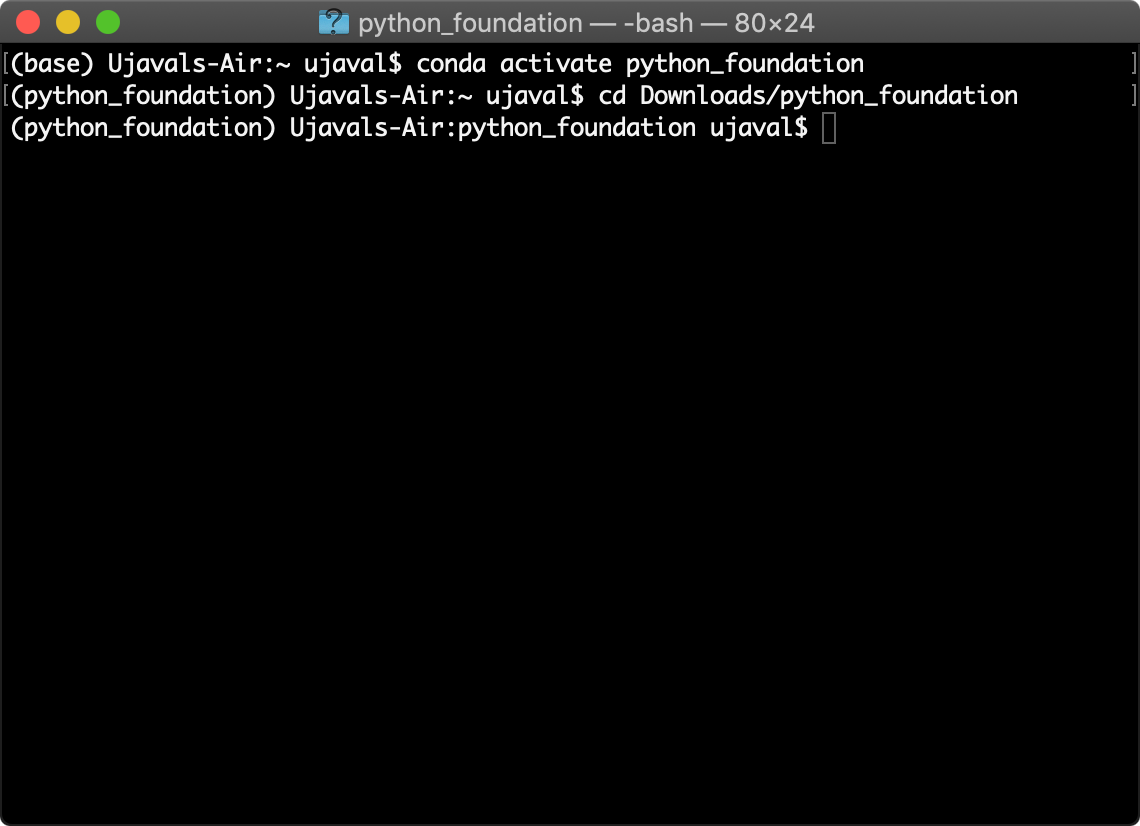 python_foundation — -bash — 80×24
(base) Ujavals-Air:~ ujaval$ conda activate python_foundation
(python_foundation) Ujavals-Air:~ ujaval$ cd Downloads/python_foundation
(python_foundation) Ujavals-Air:python_foundation ujaval$